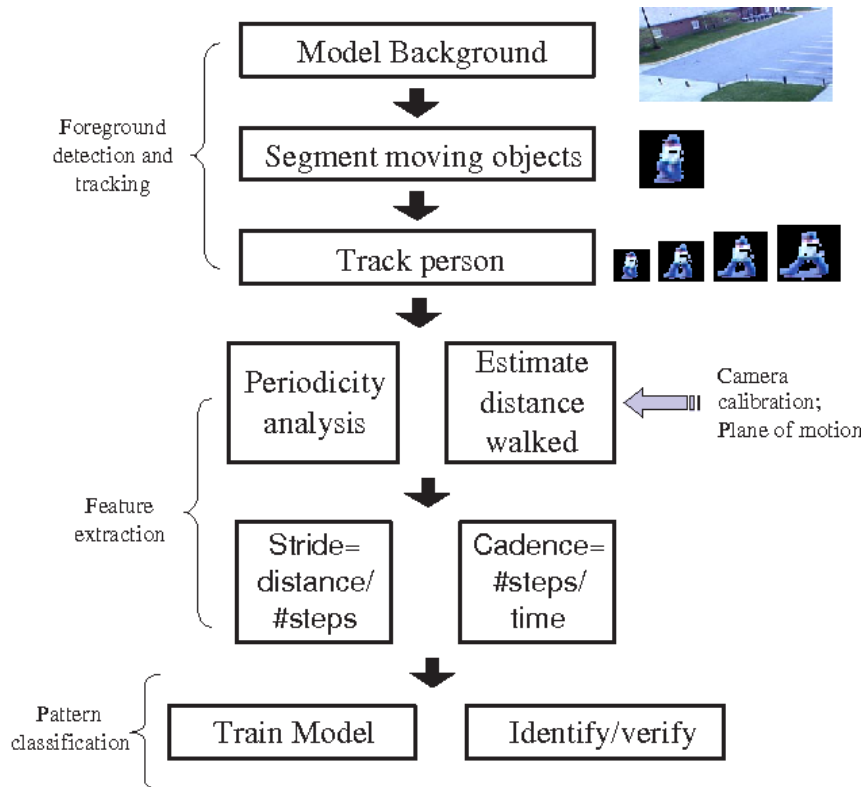 Model Background
Foreground
detection and
tracking
Segment moving objects
Track person
Periodicity
analysis
Estimate
distance
walked
Camera
calibration;
Plane of motion
Feature
extraction
Stride=
distance/
#steps
Cadence=
#steps/
time
Pattern
classification
Train Model
Identify/verify